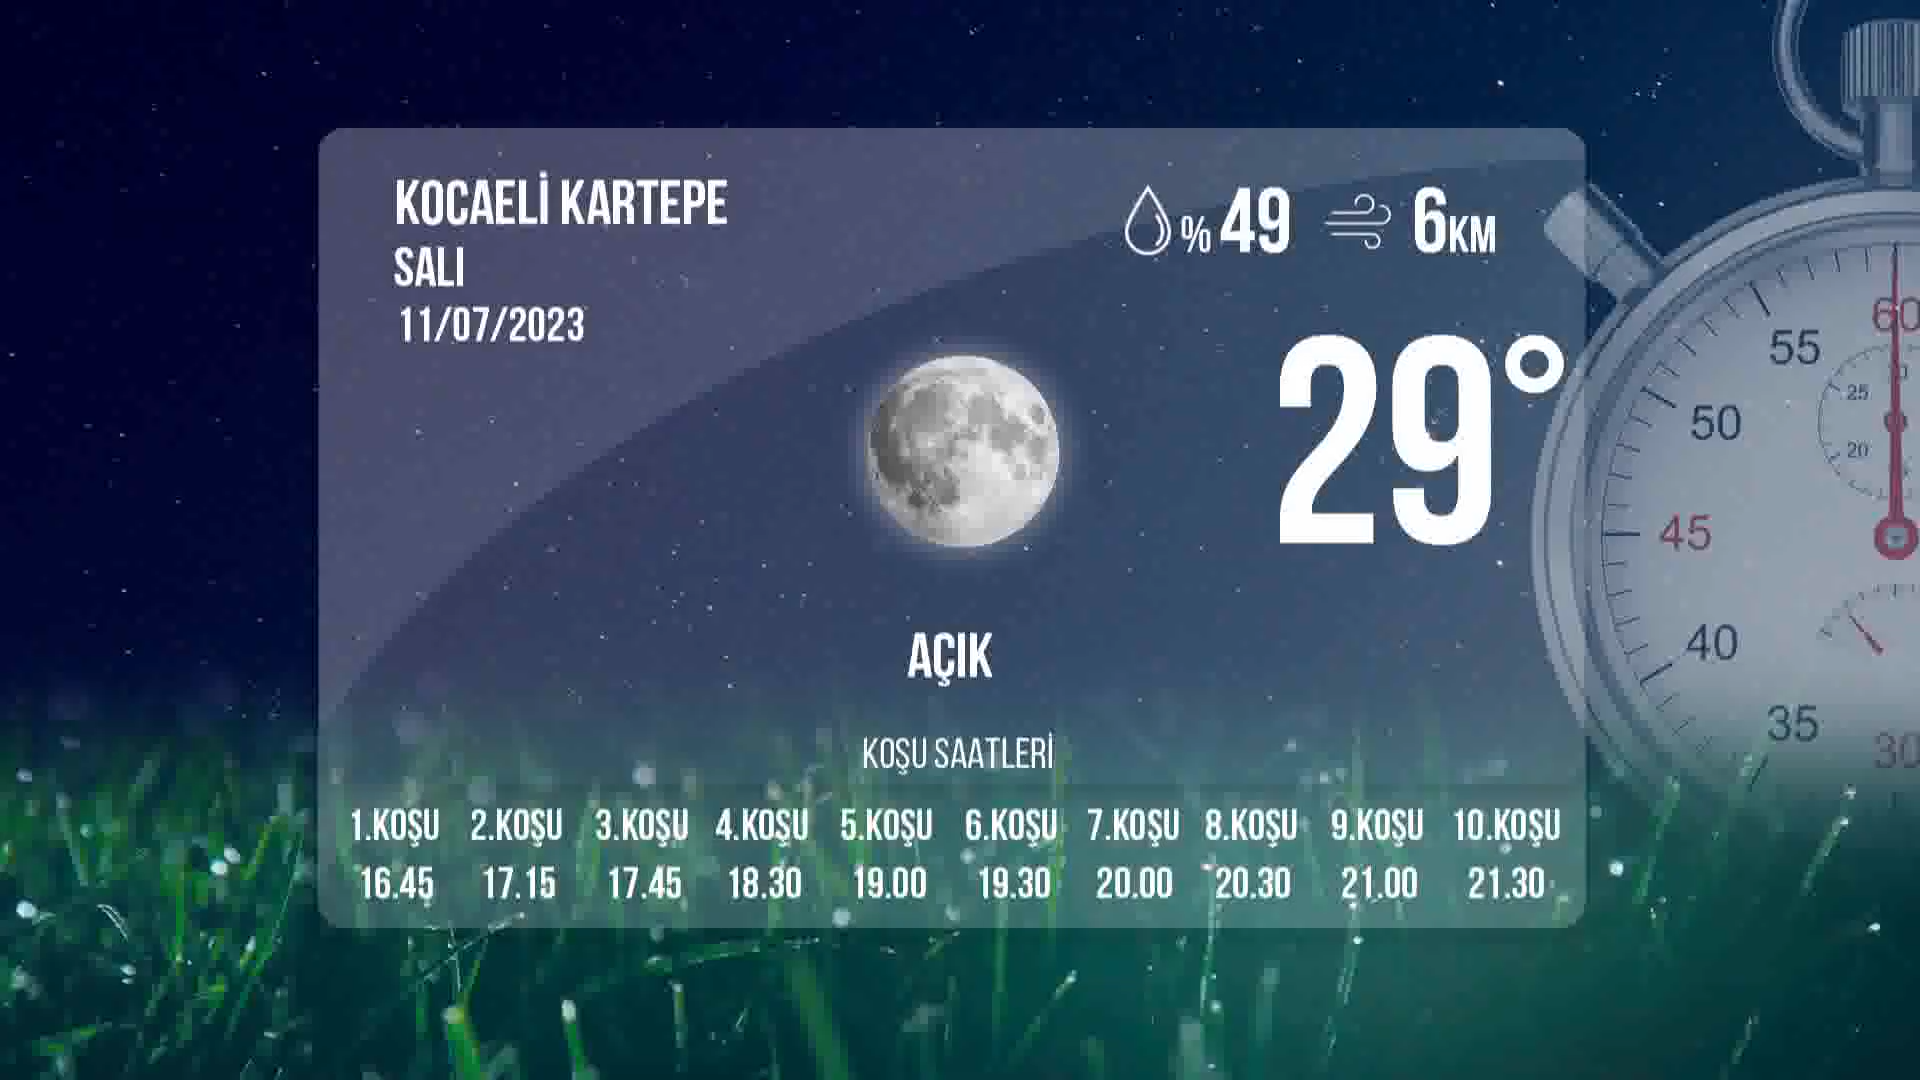 KOCAELİ KARTEPE
SALI
11/07/2023
%49 6KM
29°
AÇIK
KOŞU SAATLERİ
1.KOŞU 2.KOŞU 3.KOŞU 4.KOŞU 5.KOŞU 6.KOŞU 7.KOŞU 8.KOŞU 9.KOŞU 10.KOŞU
16.45 17.15 17.45 18.30 19.00 19.30 20.00 20.30 21.00 21.30
60
55
25
50
20
45
40
35
30